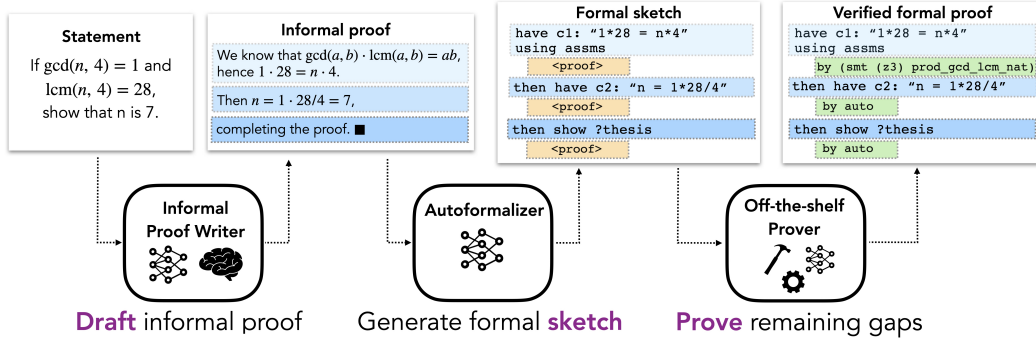 Statement
If gcd(n, 4) = 1 and
lcm(n, 4) = 28,
show that n is 7.
Informal proof
We know that gcd(a, b) · lcm(a, b) = ab,
hence 1 · 28 = n · 4.
Then n = 1 · 28/4 = 7,
completing the proof. ■
Formal sketch
have c1: “1*28 = n*4”
using assms
<proof>
then have c2: “n = 1*28/4”
<proof>
then show ?thesis
<proof>
Verified formal proof
have c1: “1*28 = n*4”
using assms
by (smt (z3) prod_gcd_lcm_nat)
then have c2: “n = 1*28/4”
by auto
then show ?thesis
by auto
Informal
Proof Writer
Autoformalizer
Off-the-shelf
Prover
Draft informal proof
Generate formal sketch
Prove remaining gaps